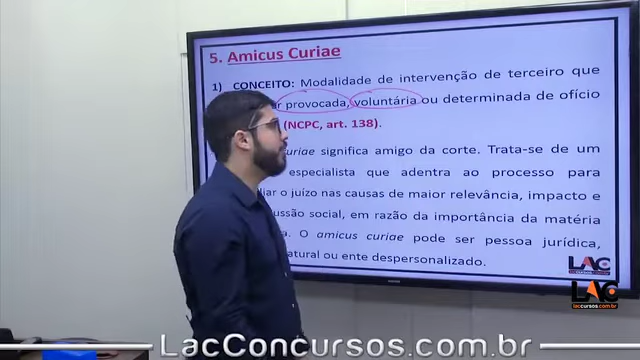 5. Amicus Curiae
1) CONCEITO: Modalidade de intervenção de terceiro que
provocada, voluntária ou determinada de ofício
(NCPC, art. 138).
curiae significa amigo da corte. Trata-se de um
especialista que adentra ao processo para
o juízo nas causas de maior relevância, impacto e
social, em razão da importância da matéria
O amicus curiae pode ser pessoa jurídica,
ou ente despersonalizado.
LAC
LAC
laccursos.com.br
LacConcursos.com.br